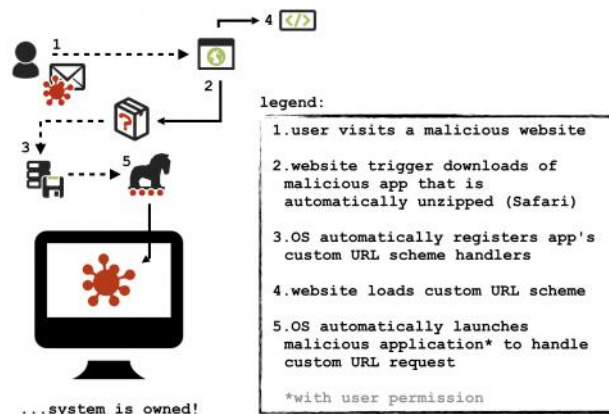 1
4 </>
2
?
3
5
...system is owned!
legend:
1.user visits a malicious website
2.website trigger downloads of
malicious app that is
automatically unzipped (Safari)
3.OS automatically registers app's
custom URL scheme handlers
4.website loads custom URL scheme
5.OS automatically launches
malicious application* to handle
custom URL request
*with user permission